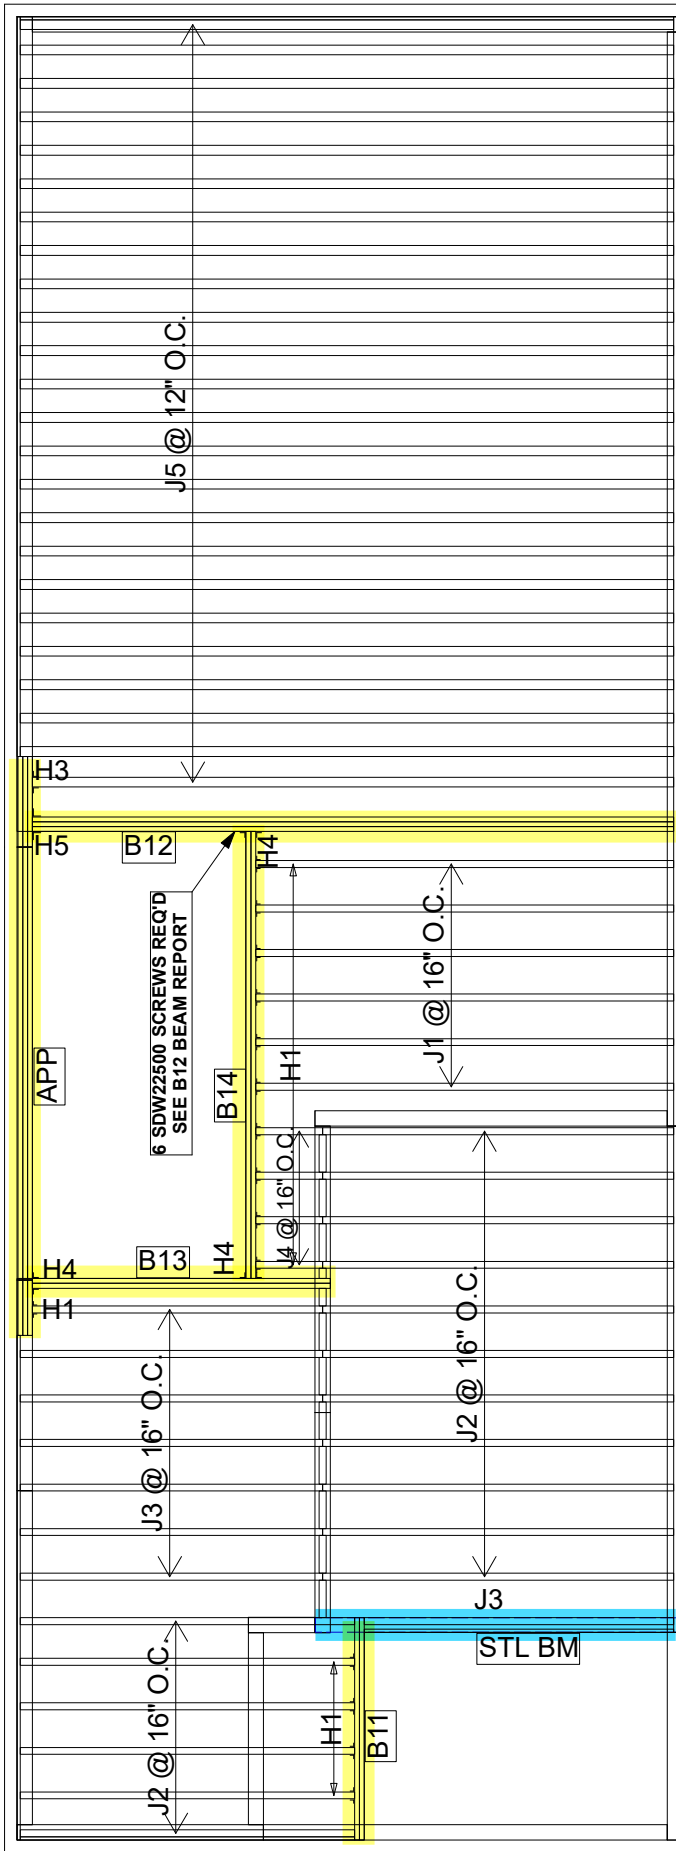 J5 @ 12" O.C.
H3
H5
B12
H4
6 SDW22500 SCREWS REQ'D
SEE B12 BEAM REPORT
J1 @ 16" O.C.
APP
B14
H1
J4 @ 16" O.C.
H4
B13
H4
H1
J2 @ 16" O.C.
J3 @ 16" O.C.
J3
STL BM
J2 @ 16" O.C.
H1
B11